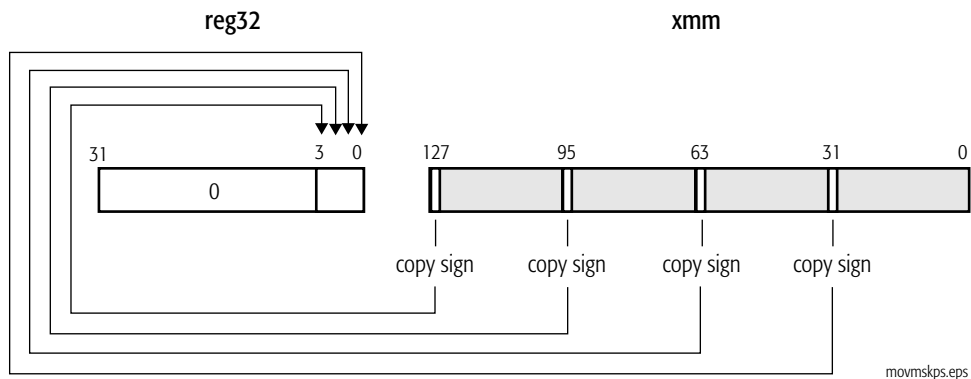 reg32 xmm
31 3 0 127 95 63 31 0
0
copy sign copy sign copy sign copy sign
movmskps.eps